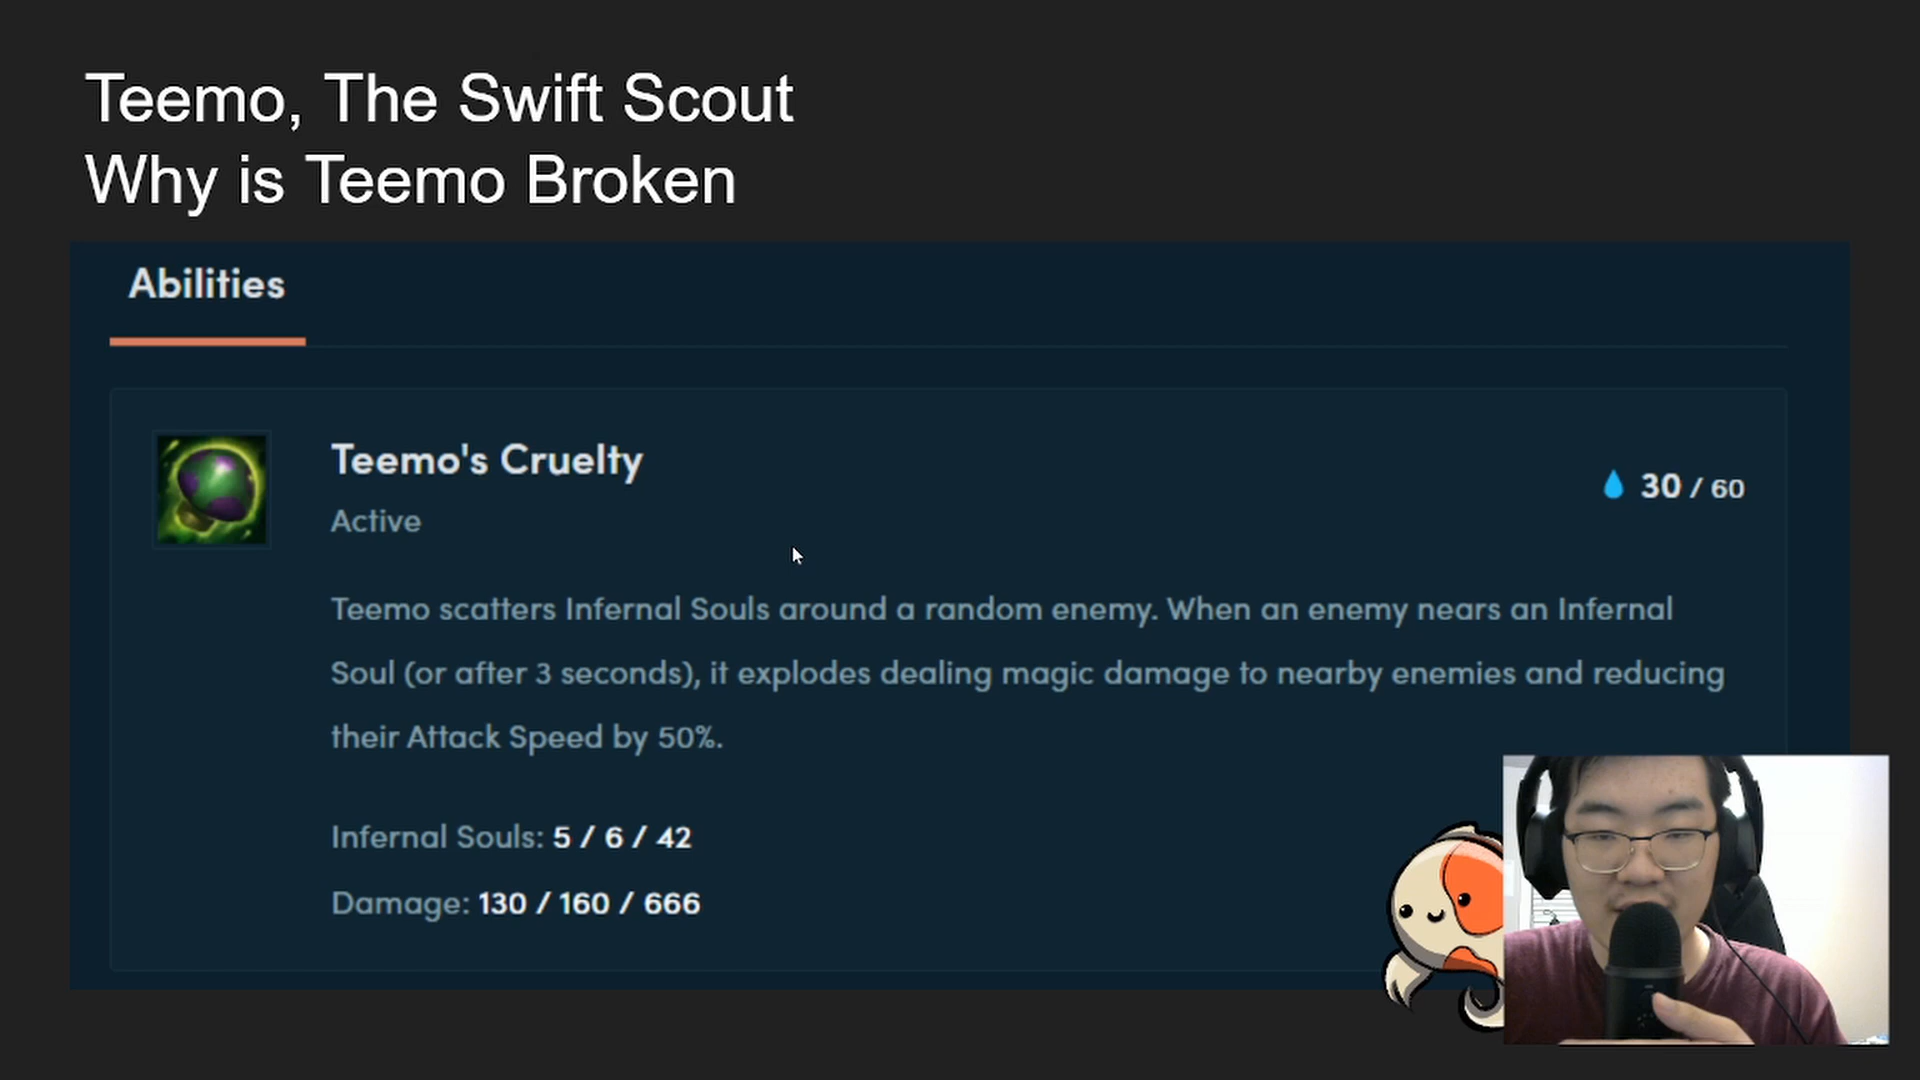 Teemo, The Swift Scout
Why is Teemo Broken
Abilities
Teemo's Cruelty
30 / 60
Active
Teemo scatters Infernal Souls around a random enemy. When an enemy nears an Infernal
Soul (or after 3 seconds), it explodes dealing magic damage to nearby enemies and reducing
their Attack Speed by 50%.
Infernal Souls: 5 / 6 / 42
Damage: 130 / 160 / 666